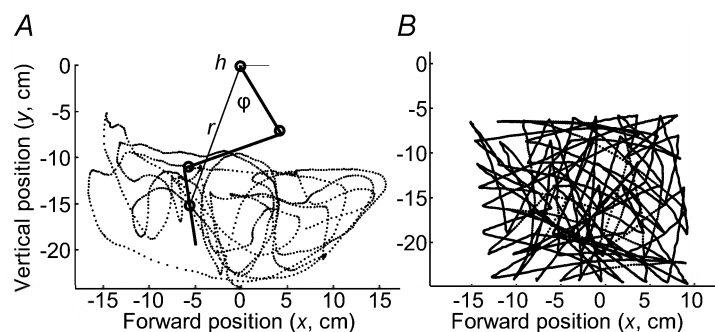 A
B
h
φ
r
Vertical position (y, cm)
0
-5
-10
-15
-20
-15 -10 -5 0 5 10 15
Forward position (x, cm)
0
-5
-10
-15
-20
-15 -10 -5 0 5 10
Forward position (x, cm)